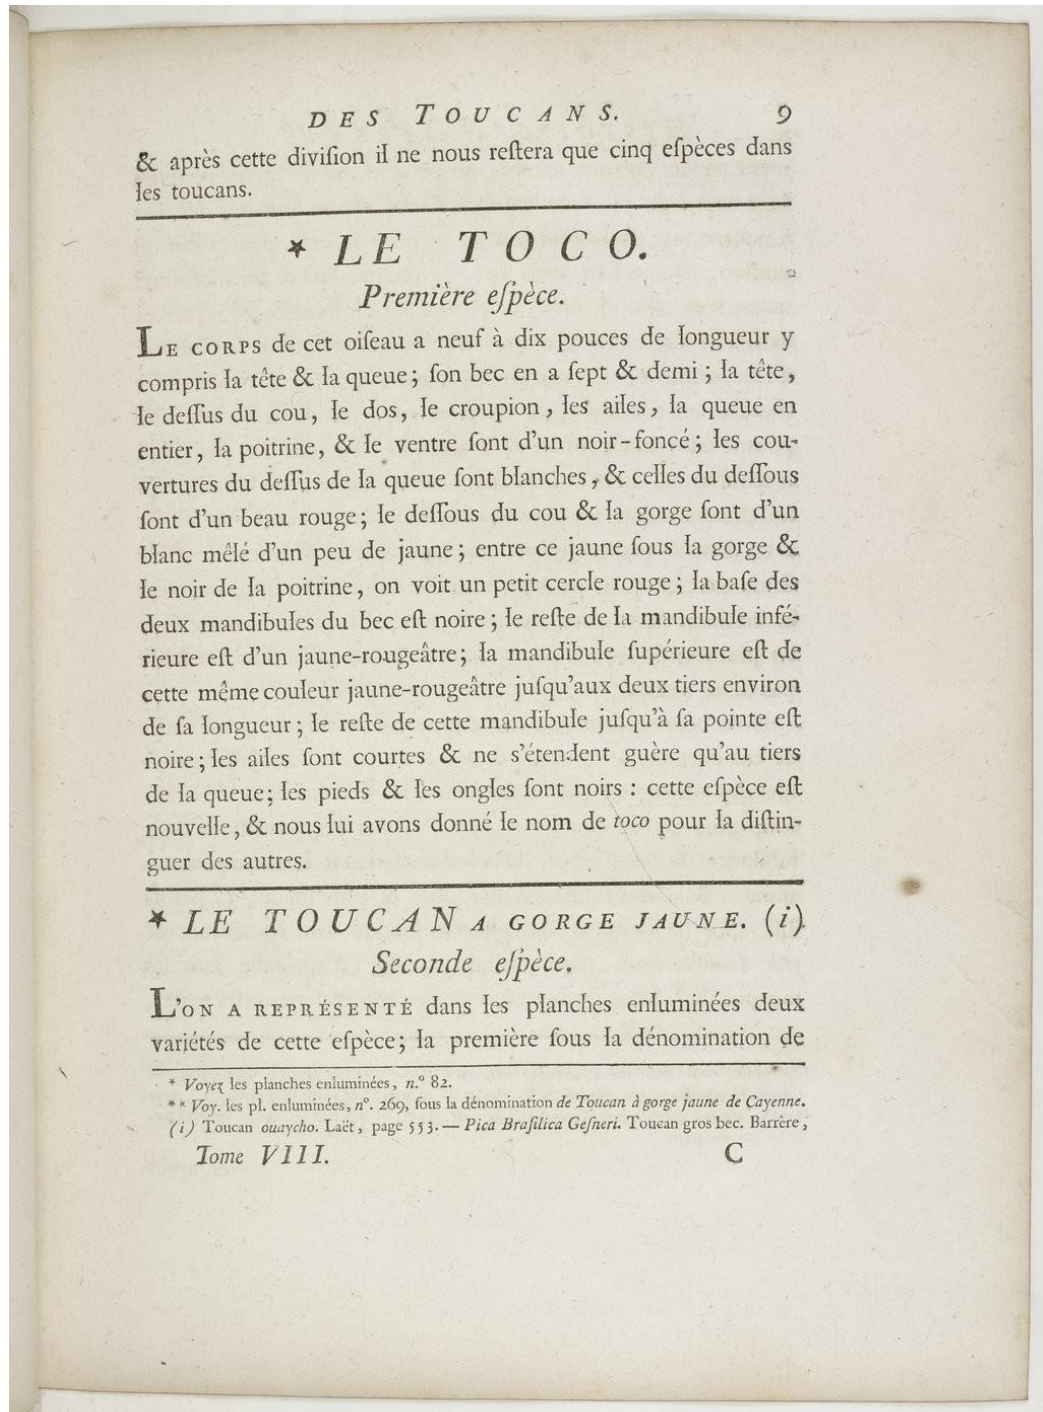 DES TOUCANS. 9
& après cette diviſion il ne nous reſtera que cinq eſpèces dans
les toucans.
* LE TOCO.
Première eſpèce.
LE CORPS de cet oiſeau a neuf à dix pouces de longueur y
compris la tête & la queue; ſon bec en a ſept & demi; la tête,
le deſſus du cou, le dos, le croupion, les ailes, la queue en
entier, la poitrine, & le ventre ſont d'un noir-foncé; les cou-
vertures du deſſus de la queue ſont blanches, & celles du deſſous
ſont d'un beau rouge; le deſſous du cou & la gorge ſont d'un
blanc mêlé d'un peu de jaune; entre ce jaune ſous la gorge &
le noir de la poitrine, on voit un petit cercle rouge; la baſe des
deux mandibules du bec eſt noire; le reſte de la mandibule infé-
rieure eſt d'un jaune-rougeâtre; la mandibule ſupérieure eſt de
cette même couleur jaune-rougeâtre juſqu'aux deux tiers environ
de ſa longueur; le reſte de cette mandibule juſqu'à ſa pointe eſt
noire; les ailes ſont courtes & ne s'étendent guère qu'au tiers
de la queue; les pieds & les ongles ſont noirs : cette eſpèce eſt
nouvelle, & nous lui avons donné le nom de toco pour la diſtin-
guer des autres.
* LE TOUCAN A GORGE JAUNE. (i)
Seconde eſpèce.
L'ON A REPRÉSENTÉ dans les planches enluminées deux
variétés de cette eſpèce; la première ſous la dénomination de
* Voyez les planches enluminées, n.° 82.
** Voy. les pl. enluminées, n°. 269, ſous la dénomination de Toucan à gorge jaune de Cayenne.
(i) Toucan ouaycho. Laët, page 553. — Pica Braſilica Geſneri. Toucan gros bec. Barrère,
Tome VIII. C